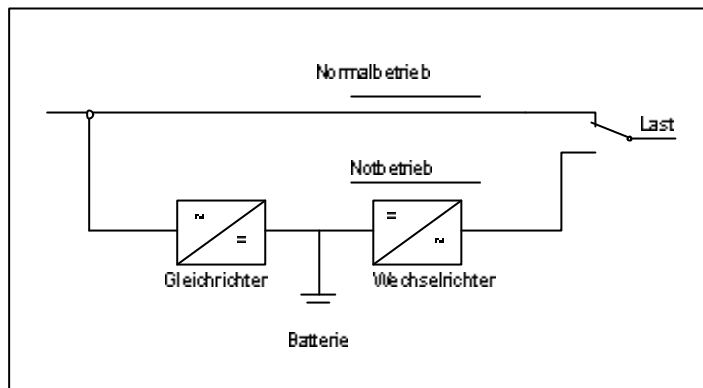 Normalbetrieb
Last
Notbetrieb
~
=
=
~
Gleichrichter
Wechselrichter
Batterie